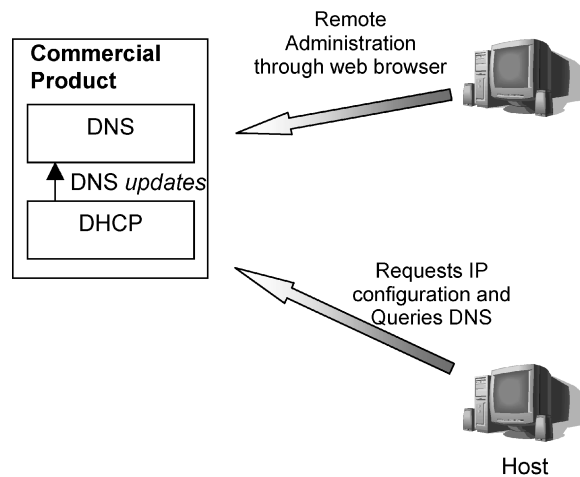 Remote
Administration
through web browser
Commercial
Product
DNS
DNS updates
DHCP
Requests IP
configuration and
Queries DNS
Host